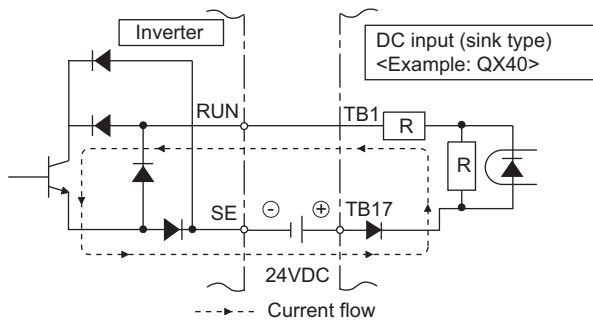 Inverter
DC input (sink type)
<Example: QX40>
RUN
TB1
R
R
SE
⊖
⊕
TB17
24VDC
Current flow